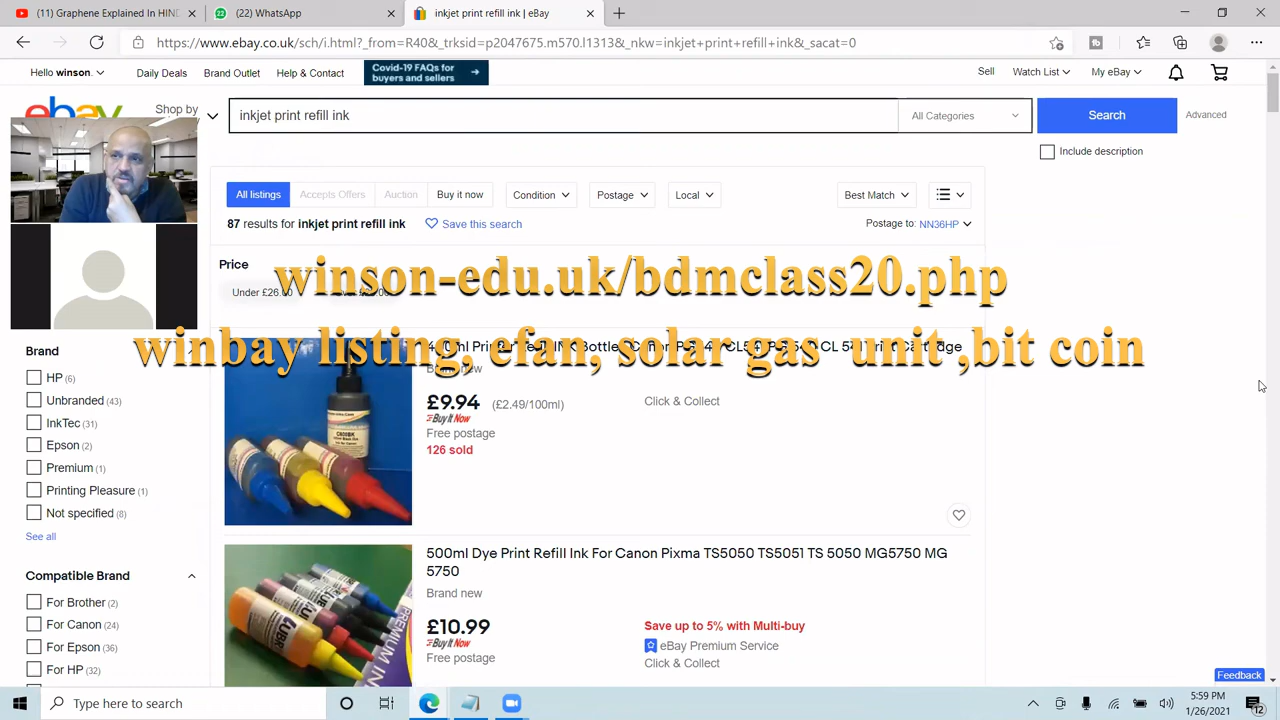 (11) Graphene Explained In HIND
(22) WhatsApp
inkjet print refill ink | eBay
https://www.ebay.co.uk/sch/i.html?_from=R40&_trksid=p2047675.m570.l1313&_nkw=inkjet+print+refill+ink&_sacat=0
Hello winson. Daily Deals Brand Outlet Help & Contact
Covid-19 FAQs for
buyers and sellers
Sell Watch List My eBay
ebay
Shop by
inkjet print refill ink
All Categories
Search
Advanced
Include description
All listings Accepts Offers Auction Buy it now Condition Postage Local Best Match
87 results for inkjet print refill ink Save this search
Postage to: NN36HP
Price
Under £26.00
winson-edu.uk/bdmclass20.php
winbay listing, efan, solar gas unit ,bit coin
Brand
HP (6)
Unbranded (43)
InkTec (31)
Epson (2)
Premium (1)
Printing Pleasure (1)
Not specified (8)
See all
Compatible Brand
For Brother (2)
For Canon (24)
For Epson (36)
For HP (32)
£9.94 (£2.49/100ml)
Buy It Now
Free postage
126 sold
Click & Collect
500ml Dye Print Refill Ink For Canon Pixma TS5050 TS5051 TS 5050 MG5750 MG
5750
Brand new
£10.99
Buy It Now
Free postage
Save up to 5% with Multi-buy
eBay Premium Service
Click & Collect
Feedback
Type here to search
5:59 PM
1/26/2021
12